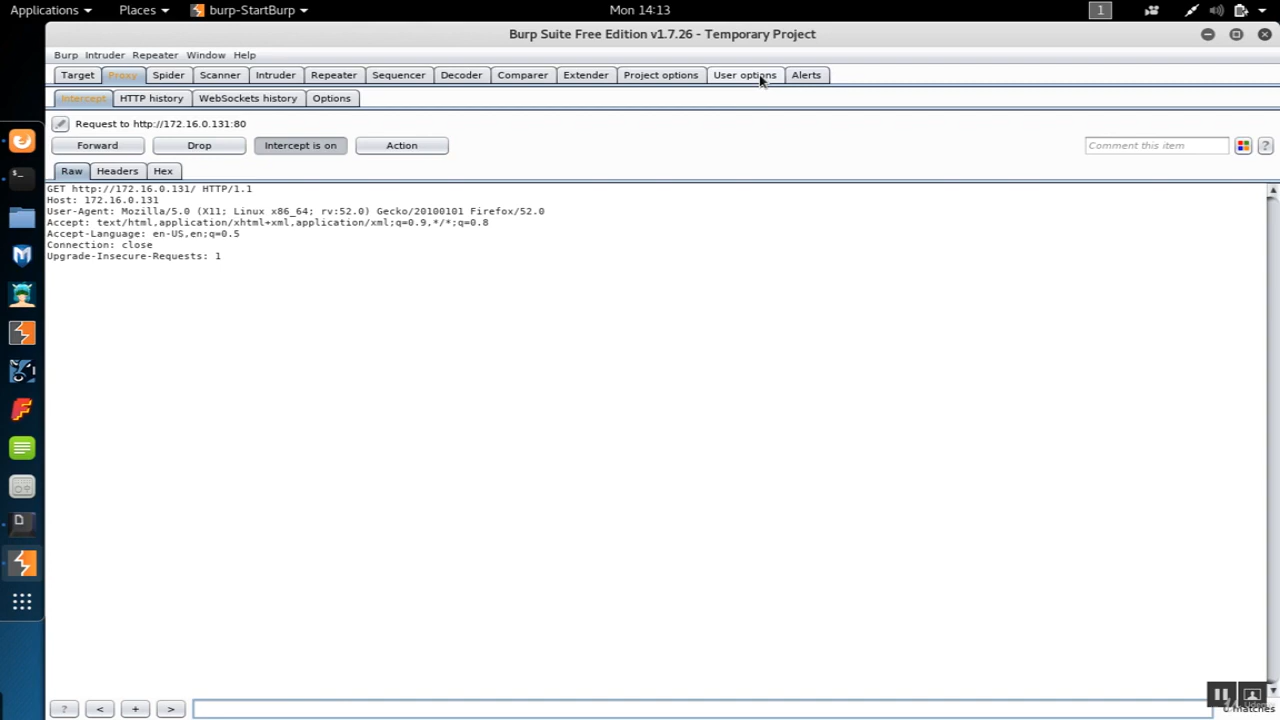 Applications Places burp-StartBurp Mon 14:13 1
Burp Suite Free Edition v1.7.26 - Temporary Project
Burp Intruder Repeater Window Help
Target Proxy Spider Scanner Intruder Repeater Sequencer Decoder Comparer Extender Project options User options Alerts
Intercept HTTP history WebSockets history Options
Request to http://172.16.0.131:80
Forward Drop Intercept is on Action Comment this item ?
Raw Headers Hex
GET http://172.16.0.131/ HTTP/1.1
Host: 172.16.0.131
User-Agent: Mozilla/5.0 (X11; Linux x86_64; rv:52.0) Gecko/20100101 Firefox/52.0
Accept: text/html,application/xhtml+xml,application/xml;q=0.9,*/*;q=0.8
Accept-Language: en-US,en;q=0.5
Connection: close
Upgrade-Insecure-Requests: 1
? < + > matches